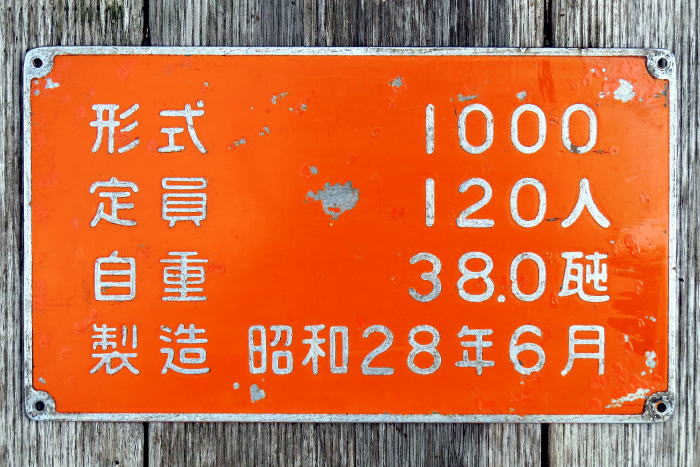 形式 1000
定員 120人
自重 38.0瓲
製造 昭和28年6月